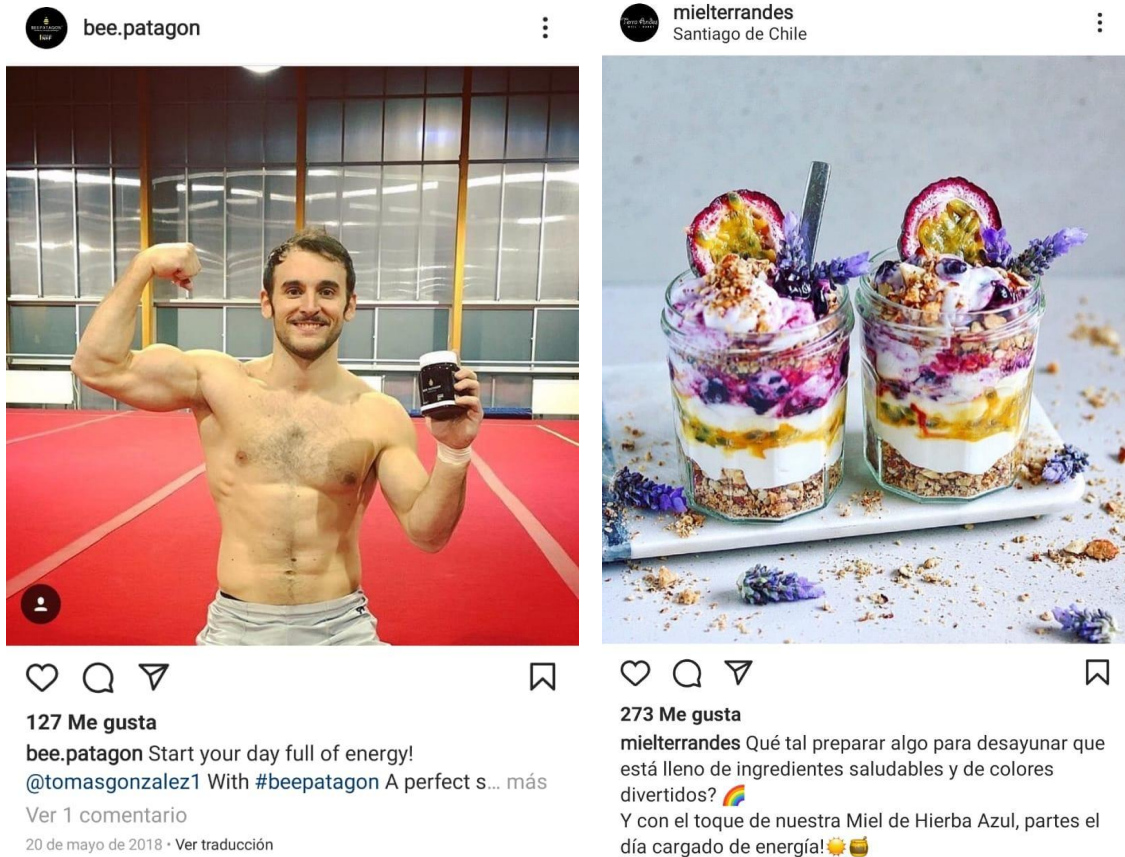 bee.patagon
127 Me gusta
bee.patagon Start your day full of energy!
@tomasgonzalez1 With #beepatagon A perfect s... más
Ver 1 comentario
20 de mayo de 2018 • Ver traducción
mielterrandes
Santiago de Chile
273 Me gusta
mielterrandes Qué tal preparar algo para desayunar que
está lleno de ingredientes saludables y de colores
divertidos? 🌈
Y con el toque de nuestra Miel de Hierba Azul, partes el
día cargado de energía!☀️🍯